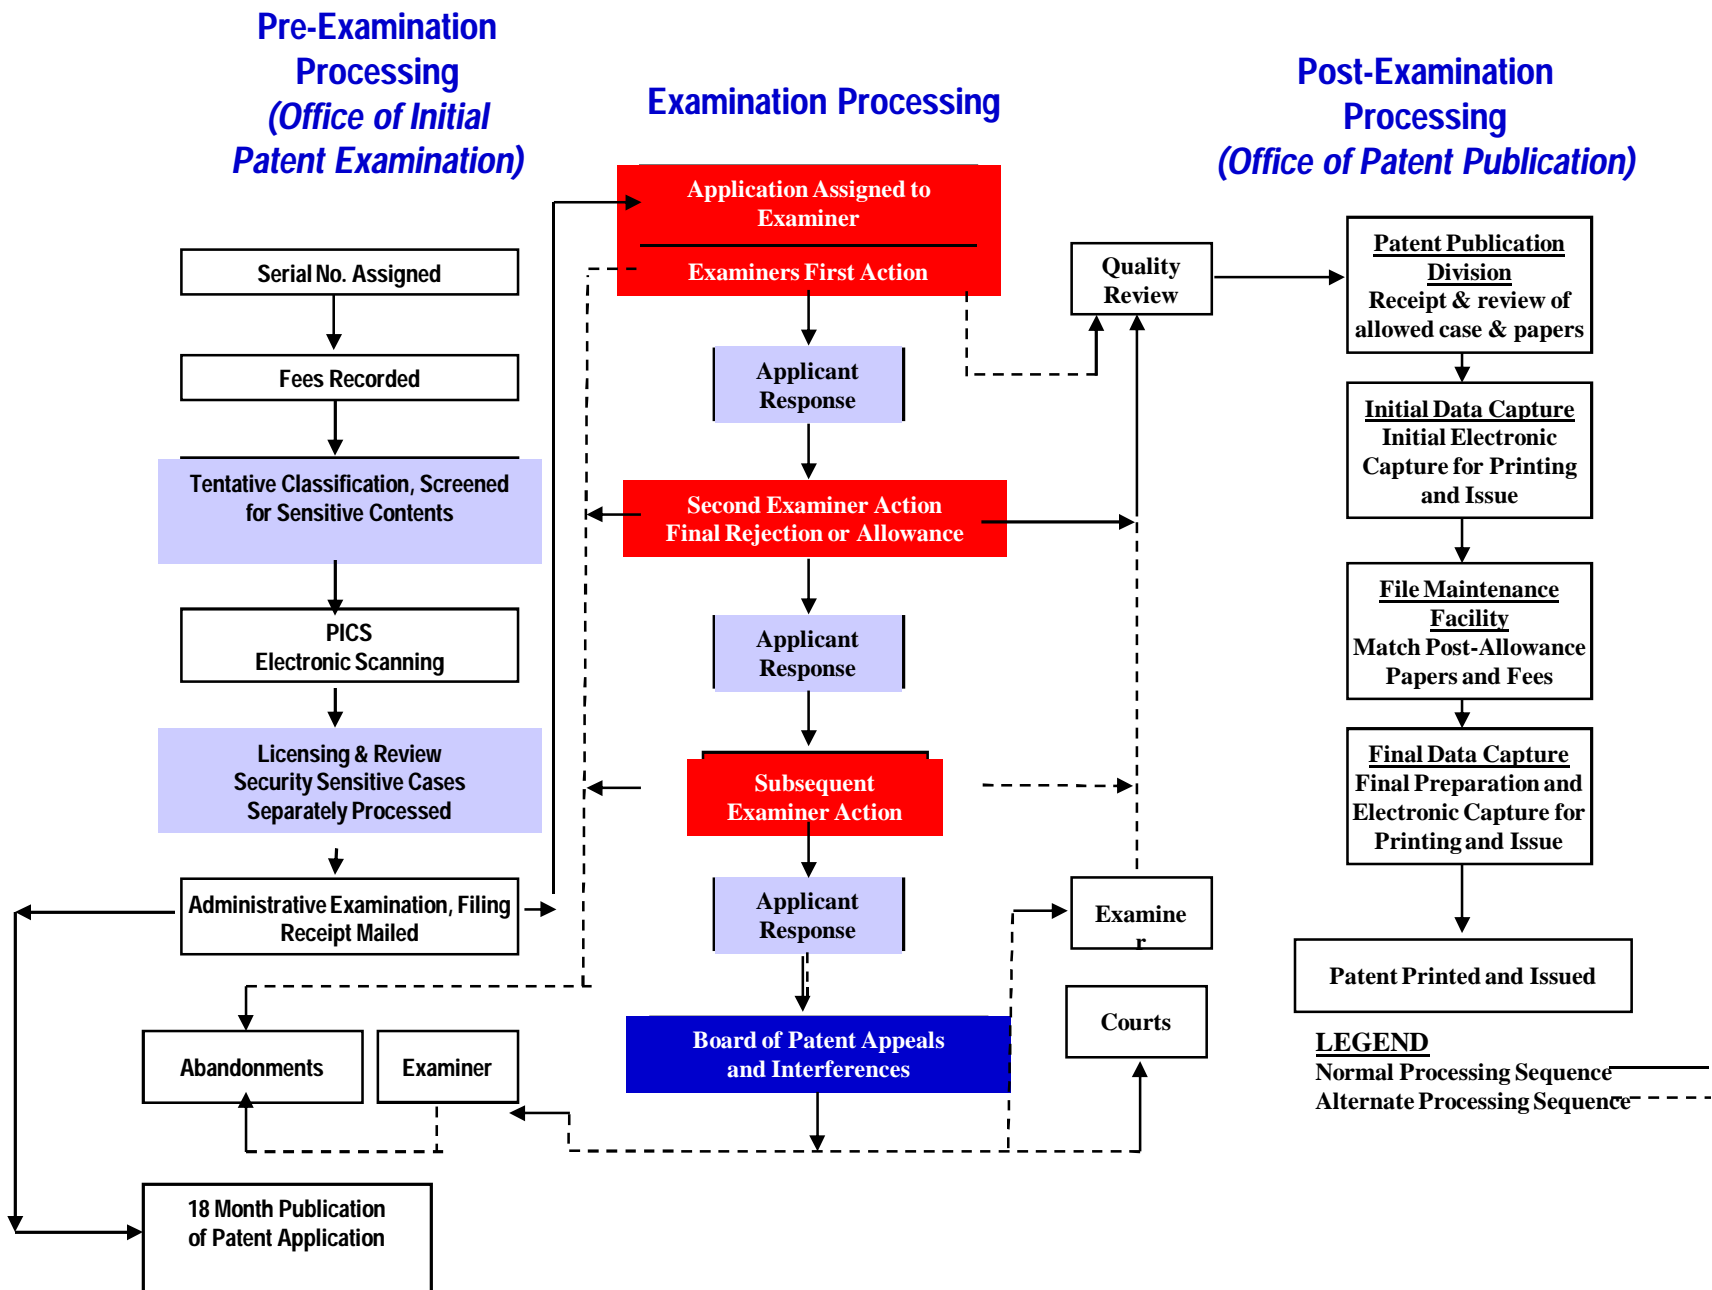 Pre-Examination
Processing
(Office of Initial
Patent Examination)
Serial No. Assigned
Fees Recorded
Tentative Classification, Screened
for Sensitive Contents
PICS
Electronic Scanning
Licensing & Review
Security Sensitive Cases
Separately Processed
Administrative Examination, Filing
Receipt Mailed
Abandonments
Examiner
18 Month Publication
of Patent Application
Examination Processing
Application Assigned to
Examiner
Examiners First Action
Applicant
Response
Second Examiner Action
Final Rejection or Allowance
Applicant
Response
Subsequent
Examiner Action
Applicant
Response
Board of Patent Appeals
and Interferences
Quality
Review
Examine
r
Courts
Post-Examination
Processing
(Office of Patent Publication)
Patent Publication
Division
Receipt & review of
allowed case & papers
Initial Data Capture
Initial Electronic
Capture for Printing
and Issue
File Maintenance
Facility
Match Post-Allowance
Papers and Fees
Final Data Capture
Final Preparation and
Electronic Capture for
Printing and Issue
Patent Printed and Issued
LEGEND
Normal Processing Sequence
Alternate Processing Sequence